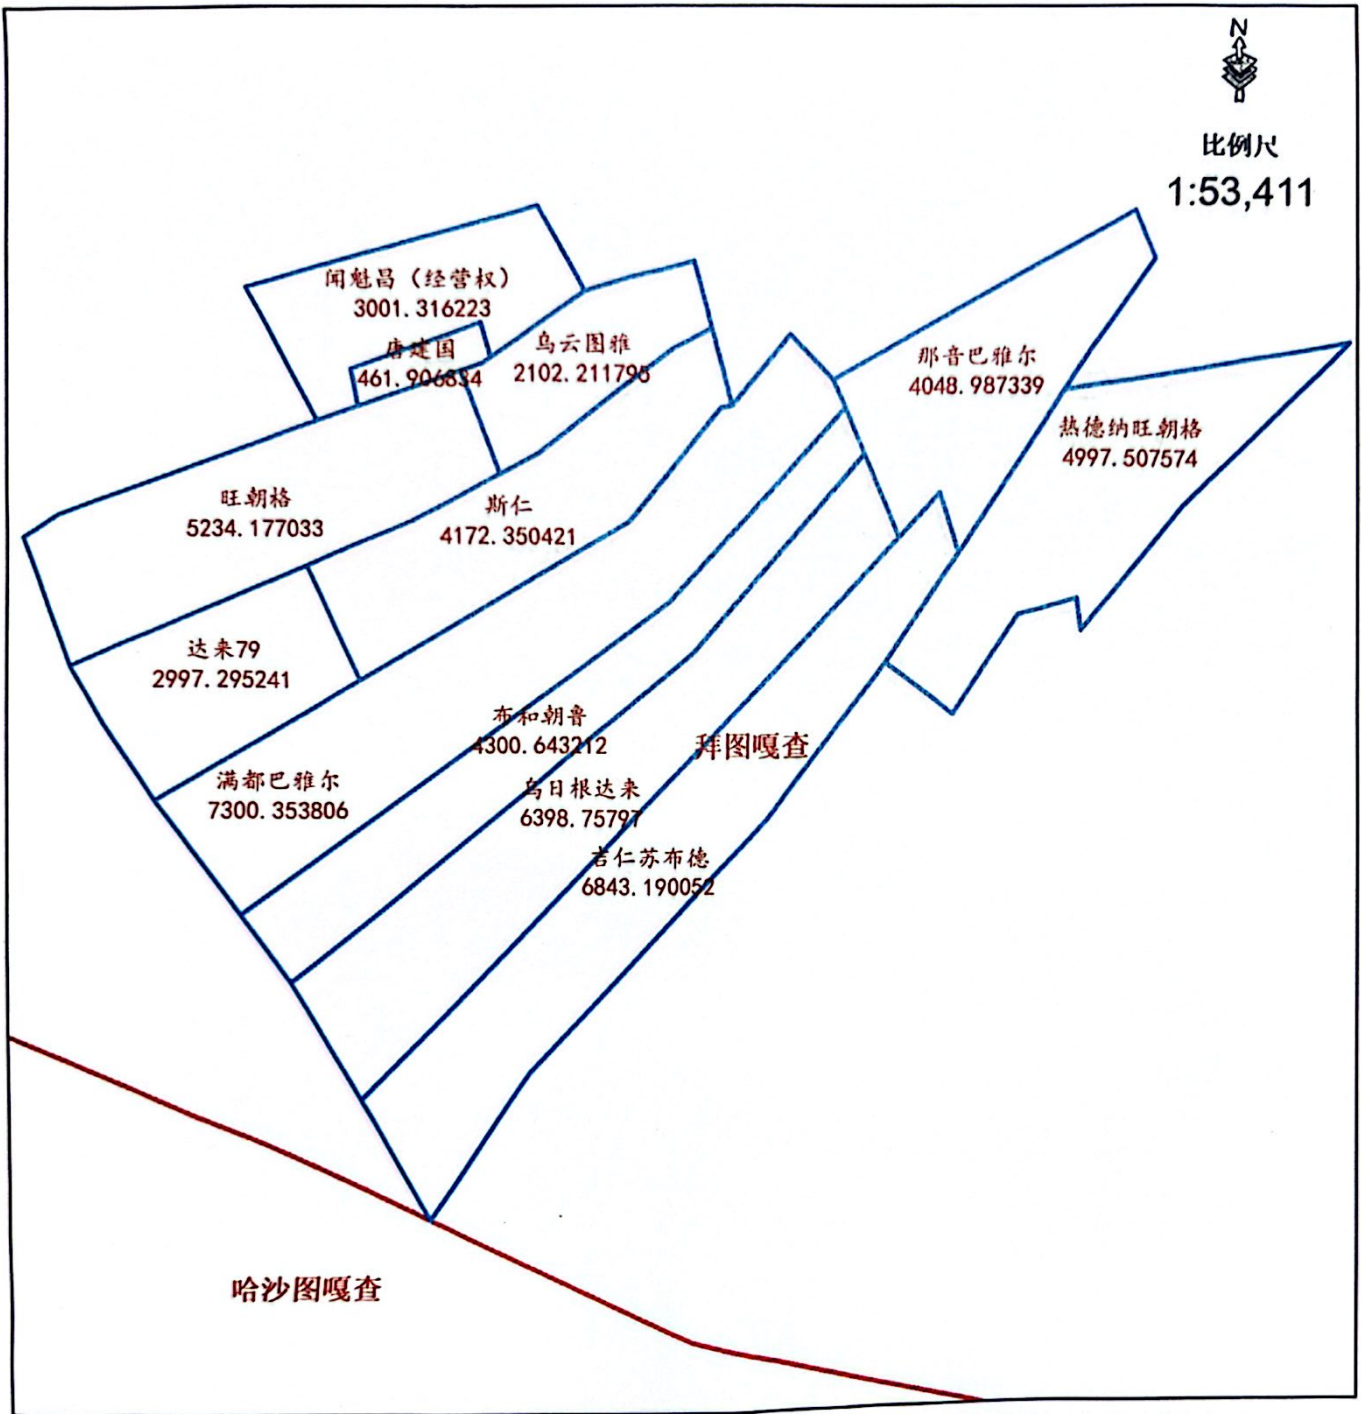 N
比例尺
1:53,411
闻魁昌（经营权）
3001.316223
唐建国
461.906834
乌云图雅
2102.211795
那音巴雅尔
4048.987339
热德纳旺朝格
4997.507574
旺朝格
5234.177033
斯仁
4172.350421
达来79
2997.295241
布和朝鲁
4300.643212
拜图嘎查
满都巴雅尔
7300.353806
乌日根达来
6398.75797
吉仁苏布德
6843.190052
哈沙图嘎查